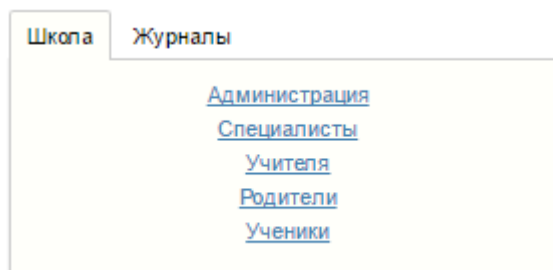 Школа Журналы
Администрация
Специалисты
Учителя
Родители
Ученики